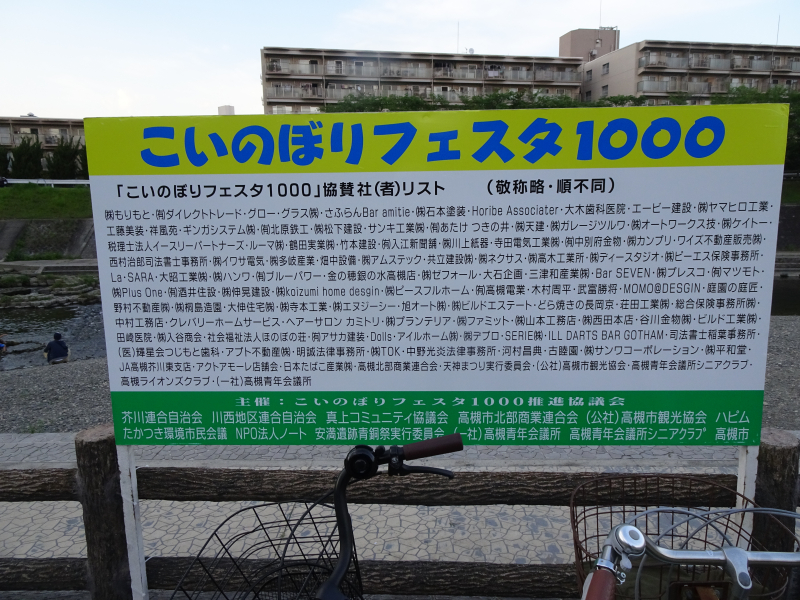 こいのぼりフェスタ1000
「こいのぼりフェスタ1000」協賛社(者)リスト (敬称略・順不同)
㈱もりもと・㈱ダイレクトトレード・グロー・グラス㈱・さふらんBar amitie・㈱石本塗装・Horibe Associater・大木歯科医院・エービー建設・㈱ヤマヒロ工業・
工藤美装・祥風苑・ギンガシステム㈱・㈲北原鉄工・㈱松下建設・サンキ工業㈱・㈱あたけ つきの井・㈱天建・㈱ガレージツルワ・㈱オートワークス技・㈱ケイトー
税理士法人イースリーパートナーズ・ルーマ㈱・鶴田実業㈱・竹本建設・㈲入江新聞舗・㈱川上紙器・寺田電気工業㈱・㈲中別府金物・㈱カンプリ・ワイズ不動産販売㈱・
西村治部司法書士事務所・㈱イワサ電気・㈱多岐産業・畑中設備・㈱アムステック・共立建設㈱・㈱ネクサス・㈱高木工業所・㈱ティースタジオ・㈱ピーエス保険事務所・
La・SARA・大昭工業㈱・㈱ハンワ・㈲ブルーパワー・金の穂銀の水高槻店・㈱ゼフォール・大石企画・三津和産業㈱・Bar SEVEN・㈱プレスコ・㈱マツモト・
㈱Plus One・㈲酒井住設・㈱伸晃建設・㈱koizumi home desgin・㈱ピースフルホーム・㈲高槻電業・木村周平・武富勝将・MOMO@DESGIN・庭園の庭匠・
野村不動産㈱・㈱桐島造園・大伸住宅㈱・㈱寺本工業・㈱エヌジーシー・旭オート㈱・㈱ビルドエステート・どら焼きの長岡京・荘田工業㈱・総合保険事務所㈱・
中村工務店・クレバリーホームサービス・ヘアーサロン カミトリ・㈱プランテリア・㈱ファミット・㈱山本工務店・㈱西田本店・谷川金物㈱・ビルド工業㈱・
田崎医院・㈱入谷商会・社会福祉法人ほのぼの荘・㈲アサカ建装・Dolls・アイルホーム㈱・㈱デプロ・SERIE㈱・ILL DARTS BAR GOTHAM・司法書士稲葉事務所・
(医)輝星会つじもと歯科・アプト不動産㈱・明誠法律事務所・㈱TOK・中野光炎法律事務所・河村昌典・古睦園・㈱サンワコーポレーション・㈱平和堂・
JA高槻芥川東支店・アクトアモーレ店舗会・日本たばこ産業㈱・高槻北部商業連合会・天神まつり実行委員会・(公社)高槻市観光協会・高槻青年会議所シニアクラブ・
高槻ライオンズクラブ・(一社)高槻青年会議所
主催：こいのぼりフェスタ1000推進協議会
芥川連合自治会 川西地区連合自治会 真上コミュニティ協議会 高槻市北部商業連合会 (公社)高槻市観光協会 ハビム
たかつき環境市民会議 NPO法人ノート 安満遺跡青銅祭実行委員会 (一社)高槻青年会議所 高槻青年会議所シニアクラブ 高槻市